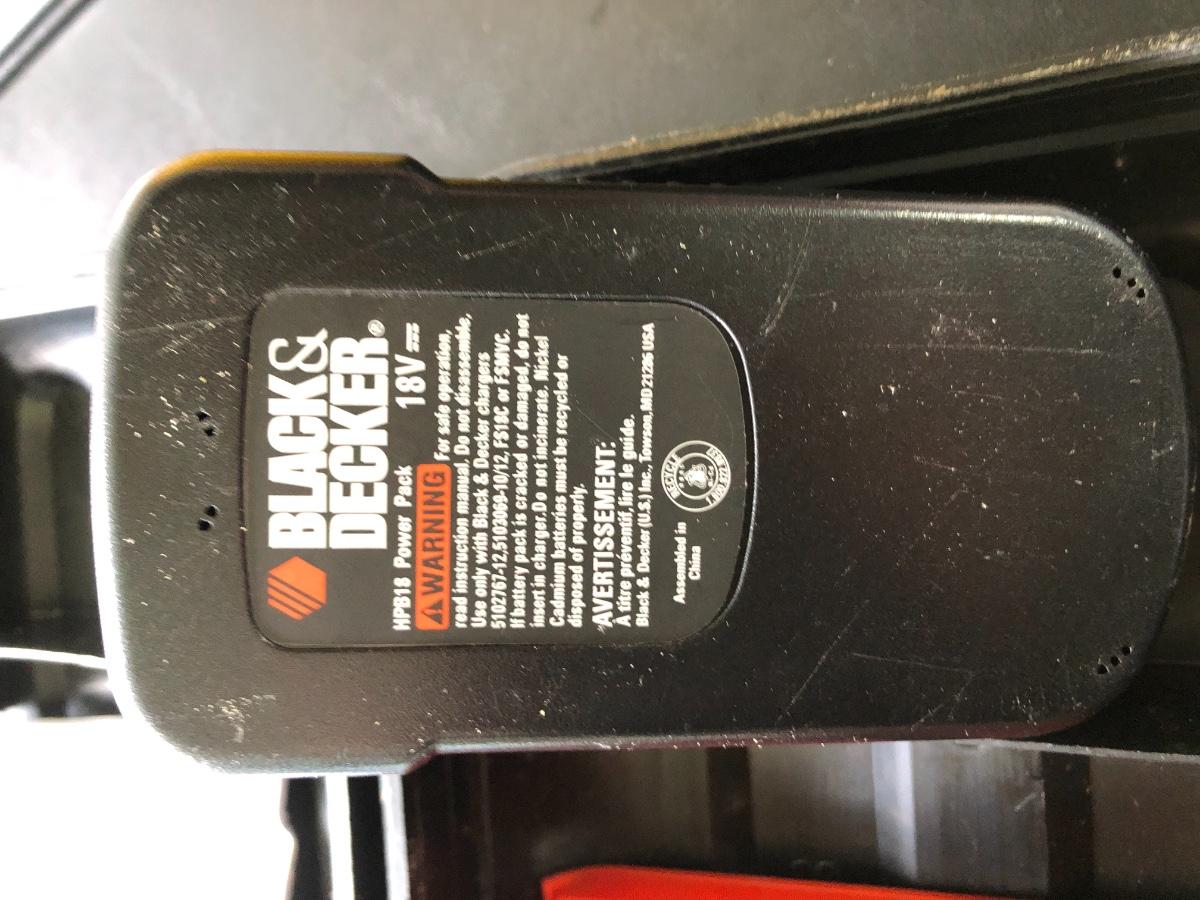 BLACK&
DECKER®
HPB18 Power Pack 18V
⚠WARNING For safe operation,
read instruction manual. Do not disassemble,
Use only with Black & Decker chargers
5102767-12,5103069-10/12, FS18C or FSMVC.
If battery pack is cracked or damaged, do not
insert in charger.Do not incinerate. Nickel
Cadmium batteries must be recycled or
disposed of properly.
AVERTISSEMENT:
À titre préventif, lire le guide.
Black & Decker (U.S.) Inc., Towson, MD 21286 USA
Assembled in
China
RECYCLE